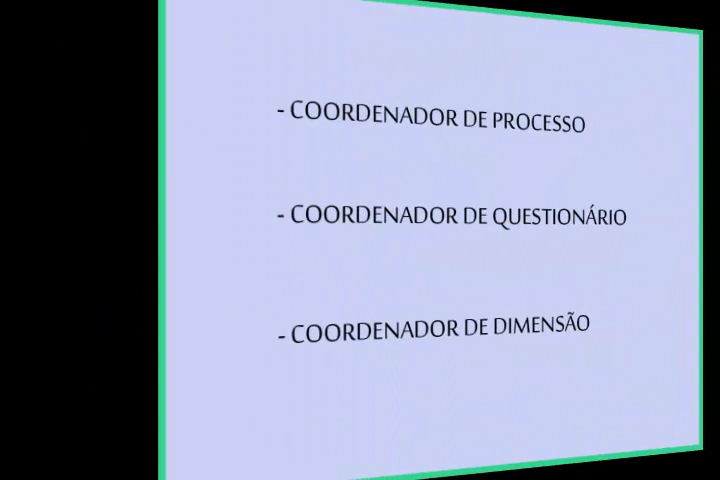 - COORDENADOR DE PROCESSO
- COORDENADOR DE QUESTIONÁRIO
- COORDENADOR DE DIMENSÃO